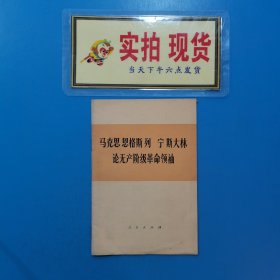 实拍 现货
当天下午六点发货
马克思恩格斯列宁斯大林
论无产阶级革命领袖
人民出版社